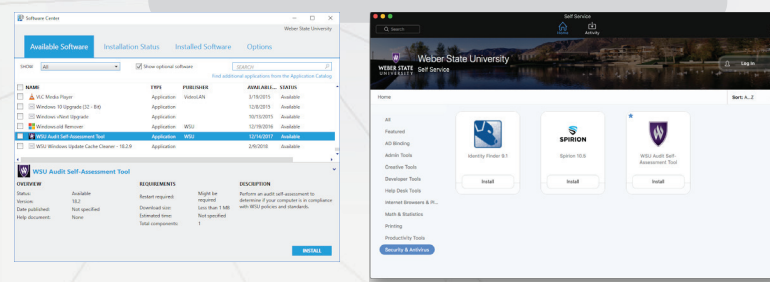 Software Center
Weber State University
Available Software
Installation Status
Installed Software
Options
SHOW
All
Show optional software
SEARCH
Find additional applications from the Application Catalog
NAME TYPE PUBLISHER AVAILABLE... STATUS
VLC Media Player Application VideoLAN 2/19/2015 Available
Windows 10 Upgrade (32 - Bit) Application 12/8/2015 Available
Windows vNext Upgrade Application 10/13/2015 Available
Windows.old Remover Application WSU 12/19/2016 Available
WSU Audit Self-Assessment Tool Application WSU 12/14/2017 Available
WSU Windows Update Cache Cleaner - 10.2.9 Application 2/9/2018 Available
WSU Audit Self-Assessment Tool
OVERVIEW
Status: Available
Version: 10.2
Date published: Not specified
Help document: None
REQUIREMENTS
Restart required: Might be required
Download size: Less than 1 MB
Estimated time: Not specified
Total components: 1
DESCRIPTION
Perform an audit self-assessment to
determine if your computer is in compliance
with WSU policies and standards.
INSTALL
Self Service
Search
Home
Activity
WEBER STATE
UNIVERSITY
Weber State University
Self Service
Log In
Home
Sort: A...Z
All
Featured
AD Binding
Admin Tools
Creative Tools
Developer Tools
Help Desk Tools
Internet Browsers & Pl...
Math & Statistics
Printing
Productivity Tools
Security & Antivirus
Identity Finder 8.1
Install
SPIRION
Spirion 10.9
Install
WSU Audit Self-
Assessment Tool
Install